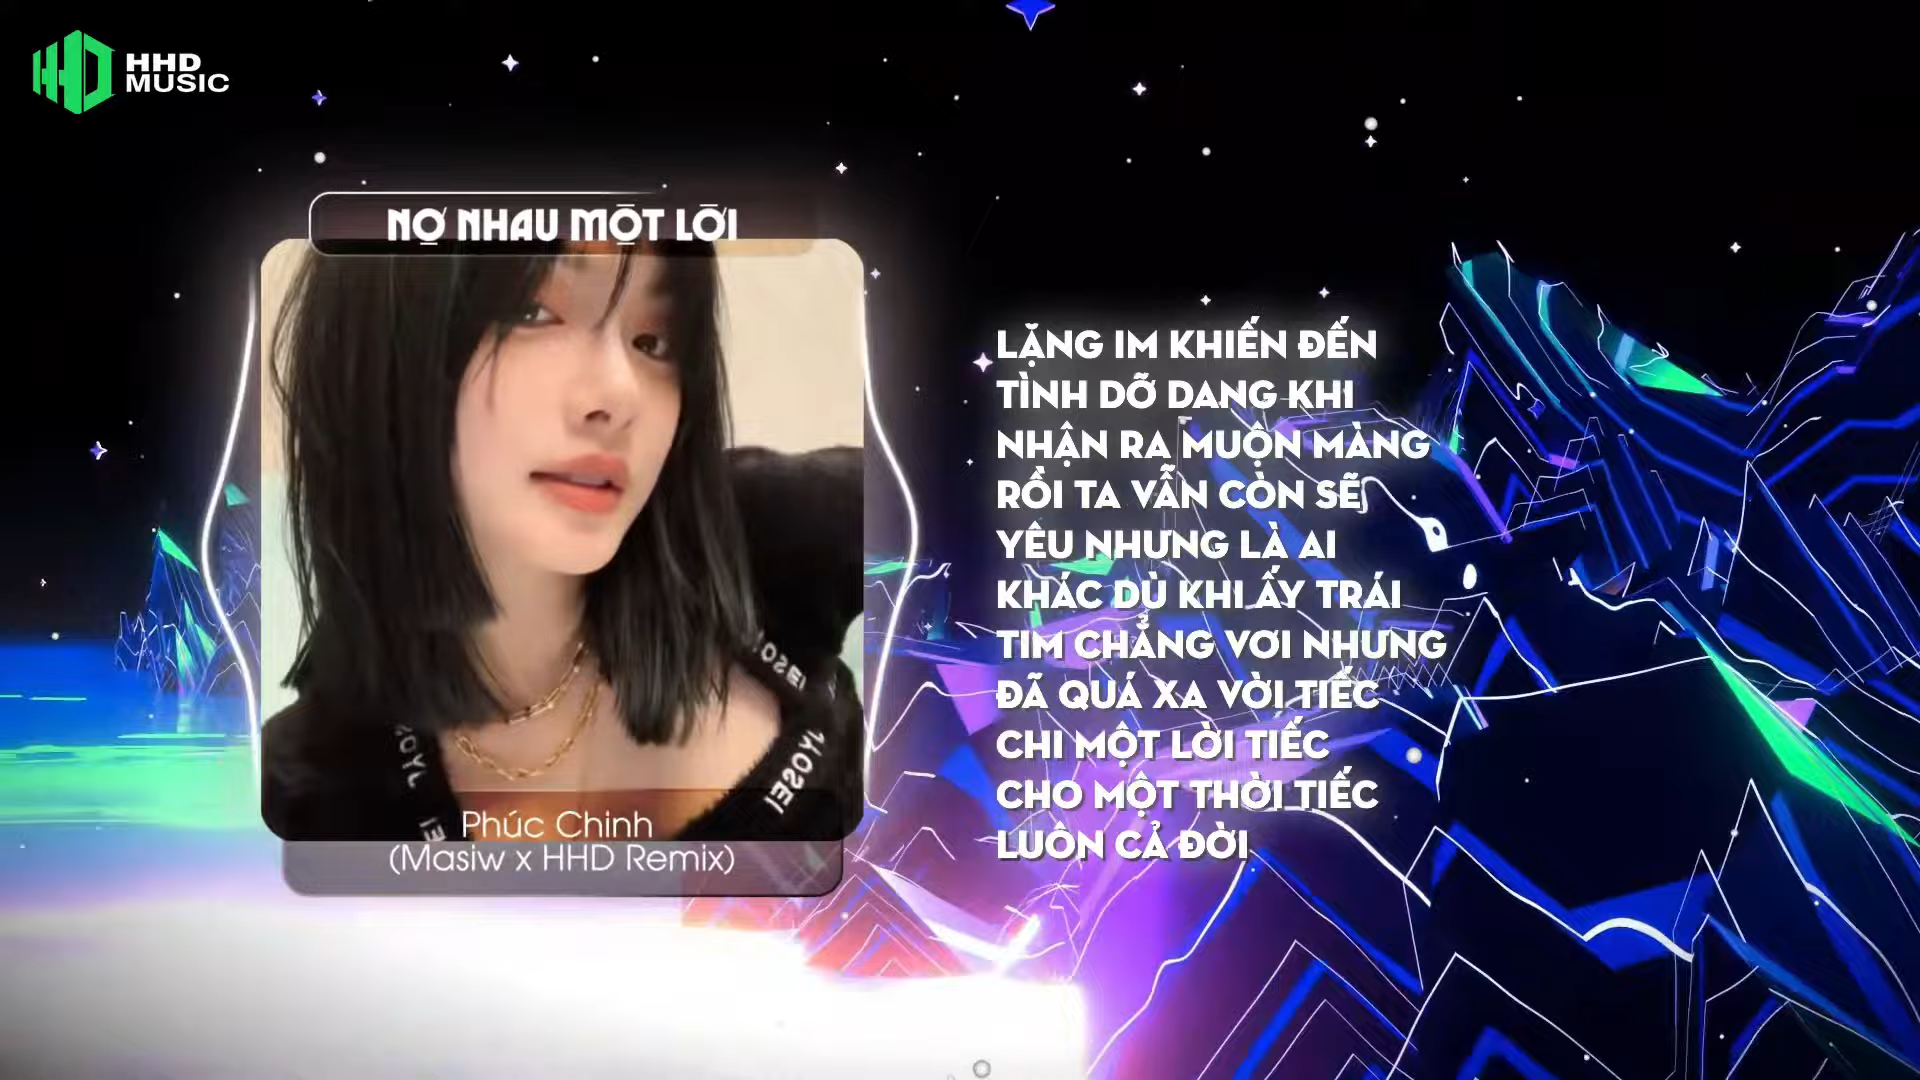 HHD
MUSIC
NỢ NHAU MỘT LỜI
LẶNG IM KHIẾN ĐẾN
TÌNH DỠ DANG KHI
NHẬN RA MUỘN MÀNG
RỒI TA VẪN CÒN SẼ
YÊU NHƯNG LÀ AI
KHÁC DÙ KHI ẤY TRÁI
TIM CHẲNG VƠI NHƯNG
ĐÃ QUÁ XA VỜI TIẾC
CHI MỘT LỜI TIẾC
CHO MỘT THỜI TIẾC
LUÔN CẢ ĐỜI
JYOSEI
Phúc Chinh
(Masiw x HHD Remix)